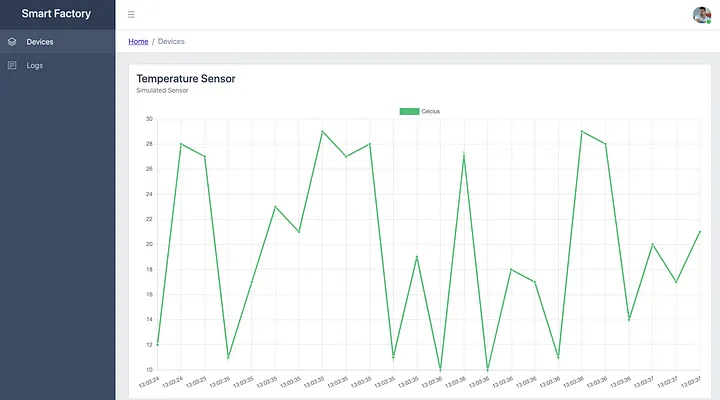 Smart Factory
Devices
Logs
Home / Devices
Temperature Sensor
Simulated Sensor
Celcius
30
28
26
24
22
20
18
16
14
12
10
13:03:24 13:03:24 13:03:25 13:03:35 13:03:35 13:03:35 13:03:35 13:03:35 13:03:35 13:03:35 13:03:35 13:03:35 13:03:36 13:03:36 13:03:36 13:03:36 13:03:36 13:03:36 13:03:36 13:03:36 13:03:36 13:03:37 13:03:37 13:03:37